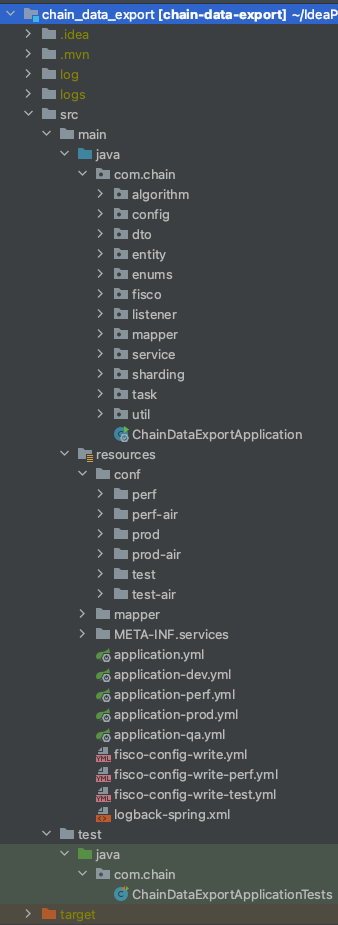 chain_data_export [chain-data-export] ~/IdeaP
.idea
.mvn
log
logs
src
main
java
com.chain
algorithm
config
dto
entity
enums
fisco
listener
mapper
service
sharding
task
util
ChainDataExportApplication
resources
conf
perf
perf-air
prod
prod-air
test
test-air
mapper
META-INF.services
application.yml
application-dev.yml
application-perf.yml
application-prod.yml
application-qa.yml
fisco-config-write.yml
fisco-config-write-perf.yml
fisco-config-write-test.yml
logback-spring.xml
test
java
com.chain
ChainDataExportApplicationTests
target